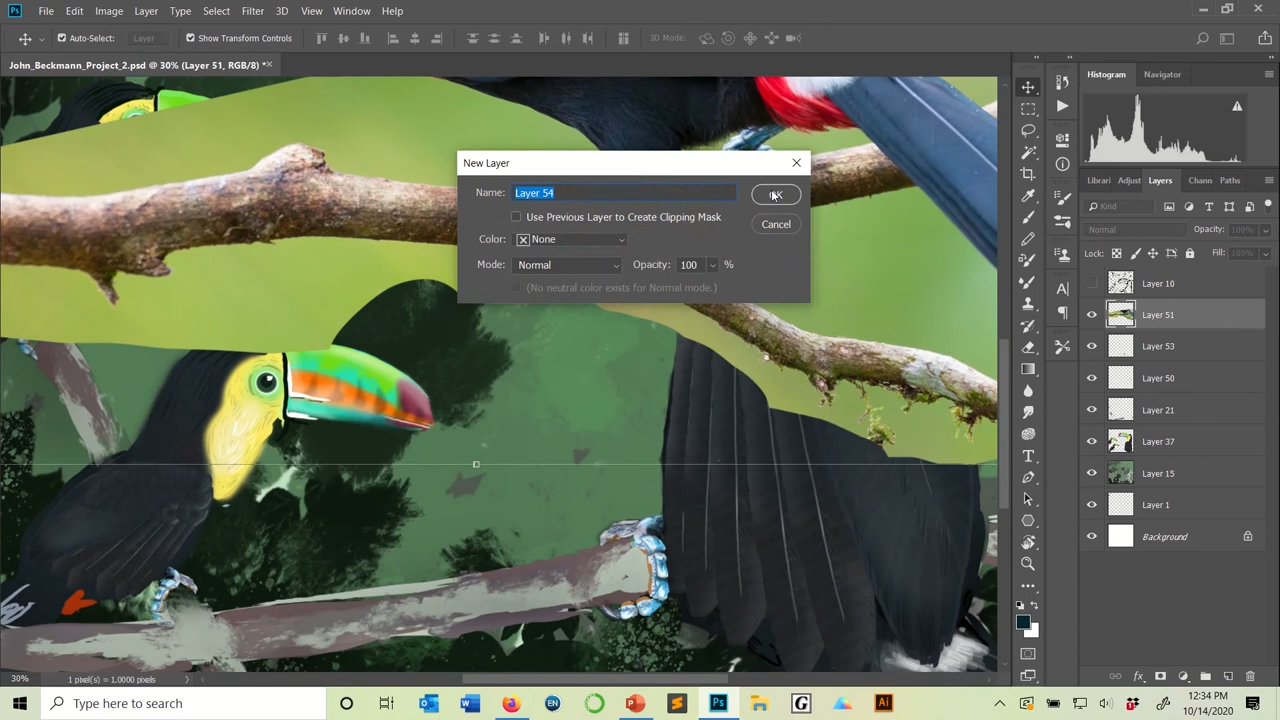 Ps File Edit Image Layer Type Select Filter 3D View Window Help
Auto-Select: Layer Show Transform Controls 3D Mode:
John_Beckmann_Project_2.psd @ 30% (Layer 51, RGB/8) *
Histogram Navigator
New Layer
Name: Layer 54
Use Previous Layer to Create Clipping Mask
Cancel
Color: None
Mode: Normal Opacity: 100 %
(No neutral color exists for Normal mode.)
Librari Adjust Layers Chann Paths
Kind
Normal Opacity: 100%
Lock: Fill: 100%
Layer 10
Layer 51
Layer 53
Layer 50
Layer 21
Layer 37
Layer 15
Layer 1
Background
30% 1 pixel(s) = 1.0000 pixels
Type here to search
12:34 PM
10/14/2020